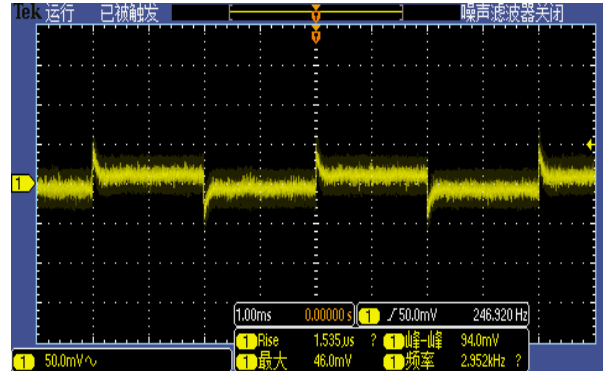 Tek 运行 已被触发 噪声滤波器关闭
1
1.00ms 0.00000 s 1 50.0mV 246.920 Hz
1 Rise 1.535us ? 1 峰-峰 94.0mV
1 50.0mV 1 最大 46.0mV 1 频率 2.952kHz ?